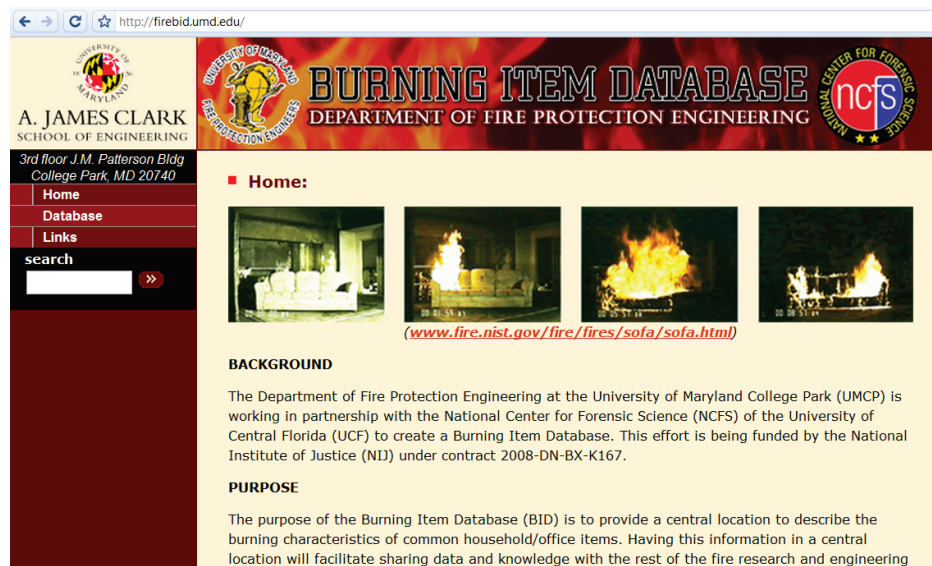 http://firebid.umd.edu/
UNIVERSITY OF
18 56
MARYLAND
A. JAMES CLARK
SCHOOL OF ENGINEERING
UNIVERSITY OF MARYLAND
FIRE PROTECTION ENGINEERS
BURNING ITEM DATABASE
DEPARTMENT OF FIRE PROTECTION ENGINEERING
NATIONAL CENTER FOR FORENSIC SCIENCE
ncfs
3rd floor J.M. Patterson Bldg
College Park, MD 20740
Home
Database
Links
search
Home:
(www.fire.nist.gov/fire/fires/sofa/sofa.html)
BACKGROUND
The Department of Fire Protection Engineering at the University of Maryland College Park (UMCP) is
working in partnership with the National Center for Forensic Science (NCFS) of the University of
Central Florida (UCF) to create a Burning Item Database. This effort is being funded by the National
Institute of Justice (NIJ) under contract 2008-DN-BX-K167.
PURPOSE
The purpose of the Burning Item Database (BID) is to provide a central location to describe the
burning characteristics of common household/office items. Having this information in a central
location will facilitate sharing data and knowledge with the rest of the fire research and engineering